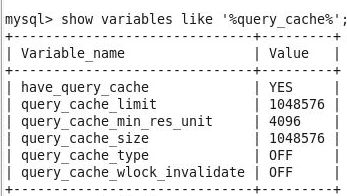 mysql> show variables like '%query_cache%';
+------------------------------+---------+
| Variable_name                | Value   |
+------------------------------+---------+
| have_query_cache             | YES     |
| query_cache_limit            | 1048576 |
| query_cache_min_res_unit     | 4096    |
| query_cache_size             | 1048576 |
| query_cache_type             | OFF     |
| query_cache_wlock_invalidate | OFF     |
+------------------------------+---------+